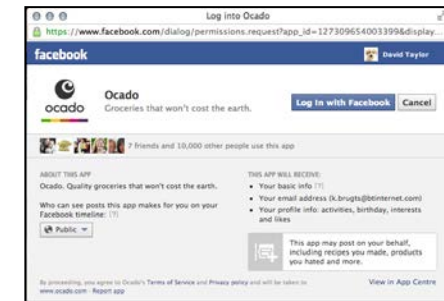 Log into Ocado
https://www.facebook.com/dialog/permissions.request?app_id=127309654003399&display...
facebook
David Taylor
ocado
Ocado
Groceries that won't cost the earth.
Log In with Facebook
Cancel
7 friends and 10,000 other people use this app
ABOUT THIS APP
Ocado. Quality groceries that won't cost the earth.
Who can see posts this app makes for you on your
Facebook timeline: [?]
Public
THIS APP WILL RECEIVE:
• Your basic info [?]
• Your email address (k.brugts@btinternet.com)
• Your profile info: activities, birthday, interests
and likes
This app may post on your behalf,
including recipes you made, products
you hated and more.
By proceeding, you agree to Ocado's Terms of Service and Privacy policy and will be taken to
www.ocado.com · Report app
View in App Centre